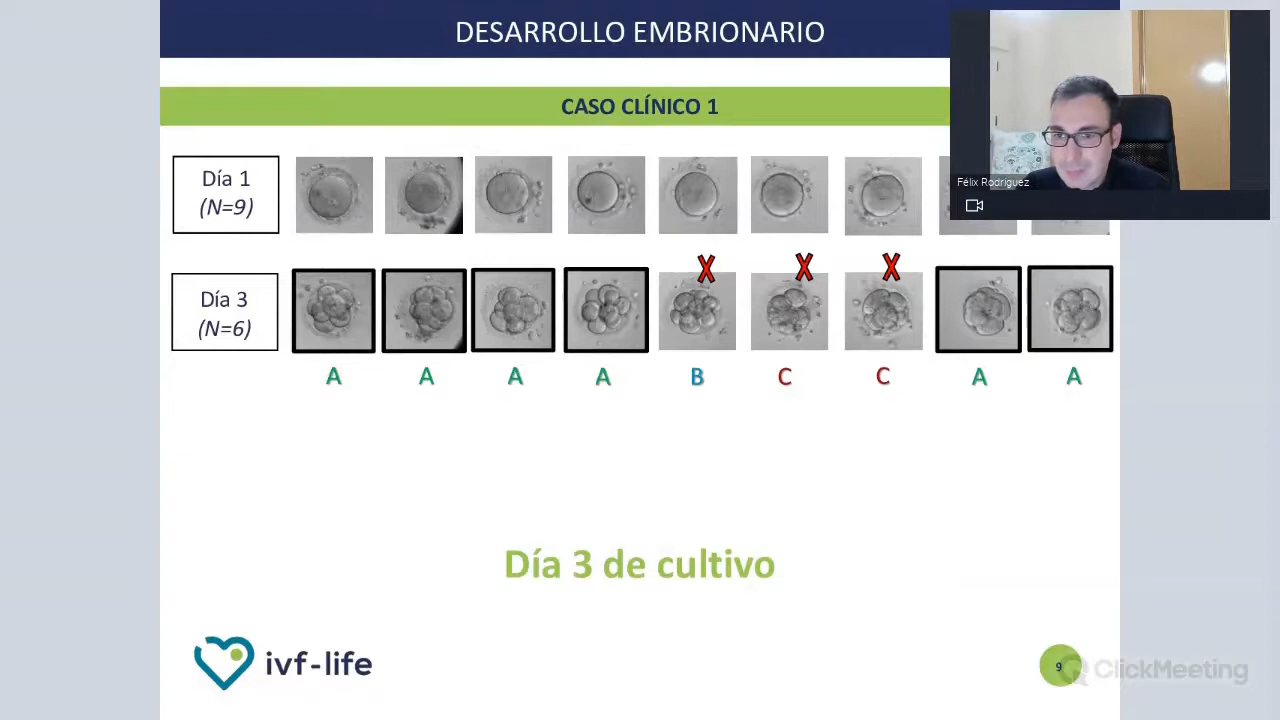 DESARROLLO EMBRIONARIO
CASO CLÍNICO 1
Félix Rodríguez
Día 1
(N=9)
Día 3
(N=6)
A A A A B C C A A
Día 3 de cultivo
ivf-life
9
ClickMeeting